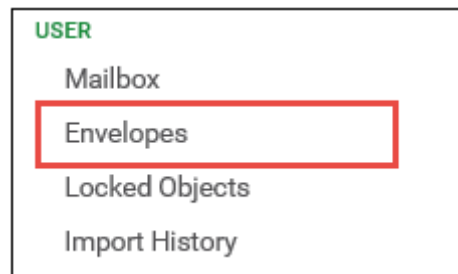 USER
Mailbox
Envelopes
Locked Objects
Import History